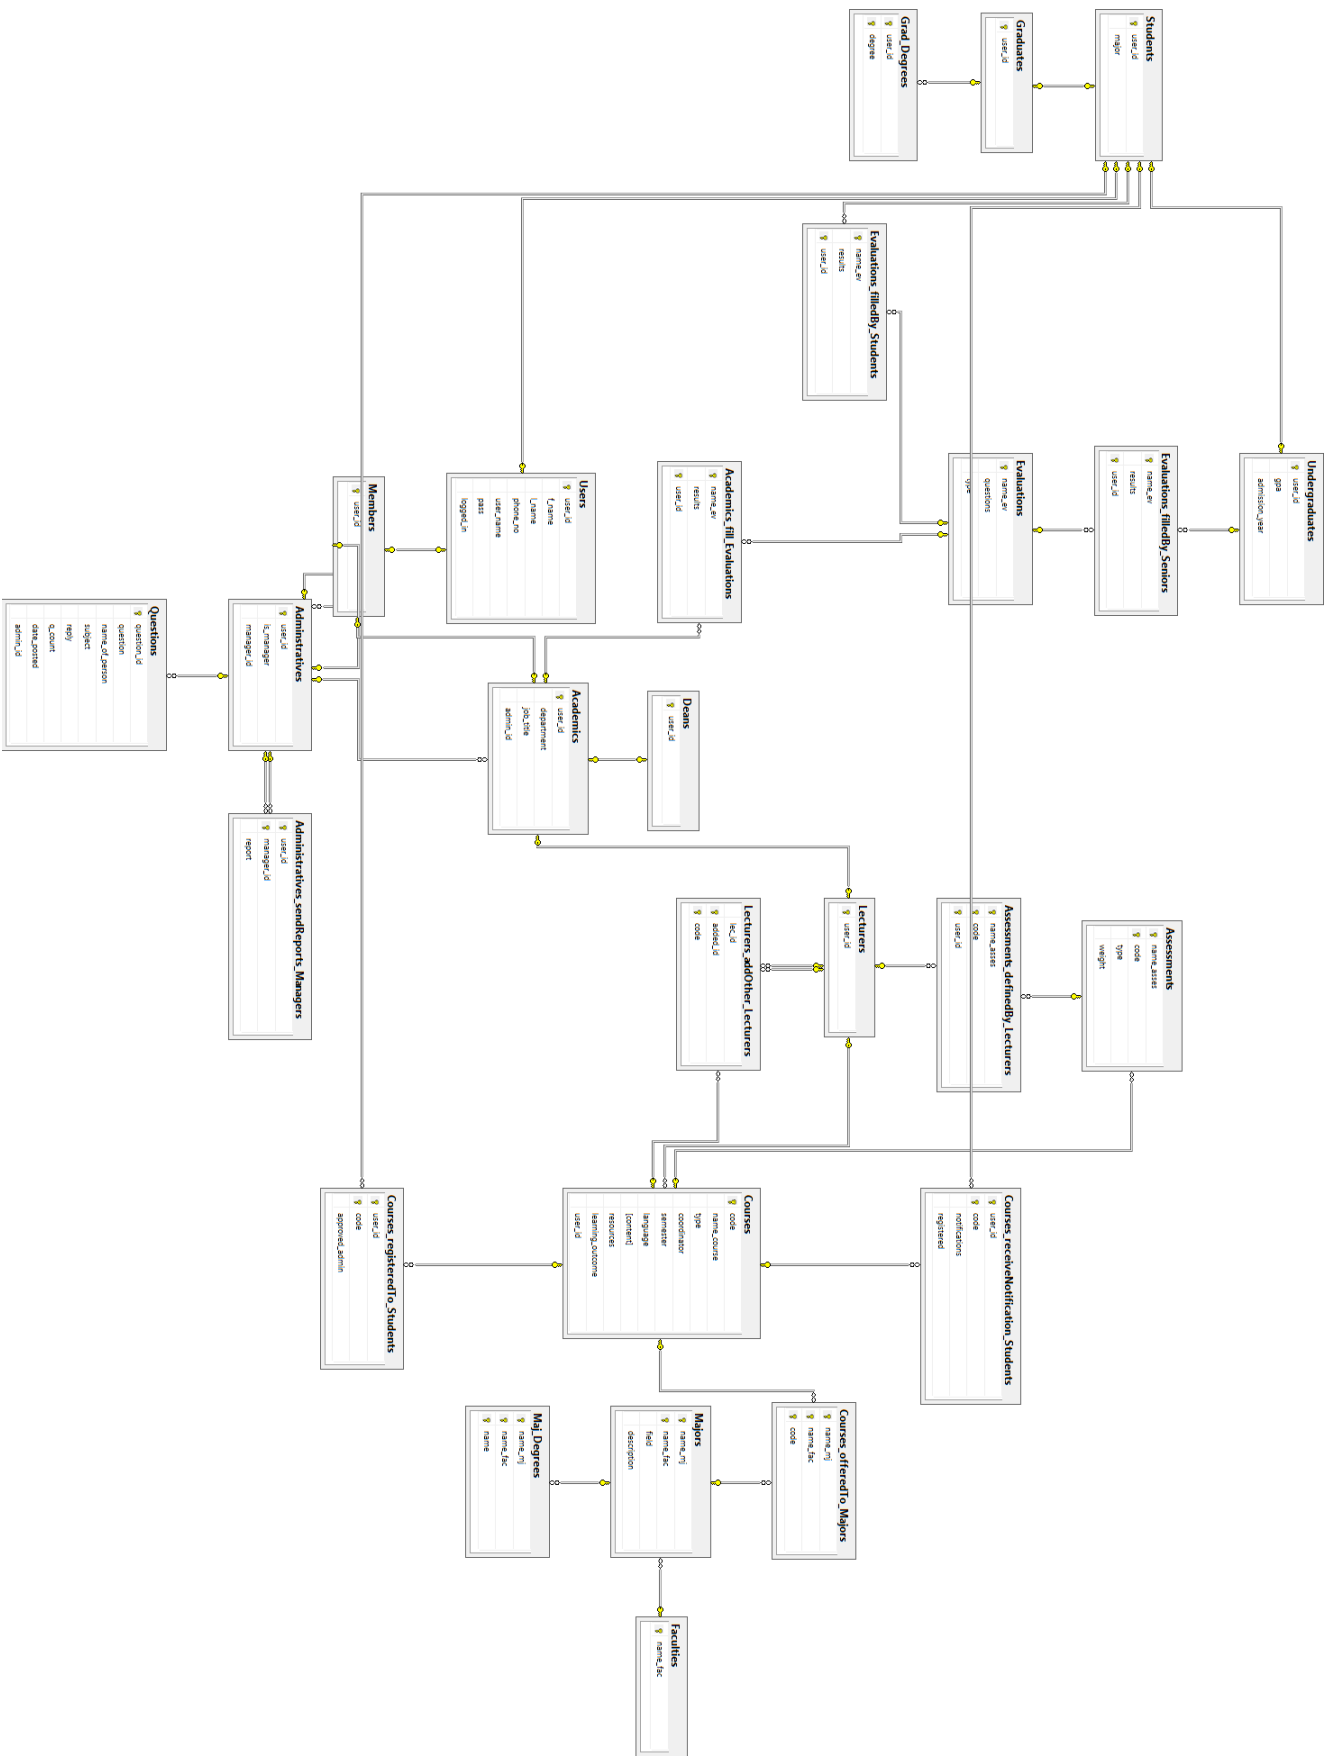 Undergraduates
user_id
gpa
admission_year
Students
user_id
major
Evaluations_filledBy_Seniors
name_ev
results
user_id
Assessments
name_asses
code
type
weight
Graduates
user_id
Evaluations
name_ev
questions
type
Assessments_definedBy_Lecturers
name_asses
code
user_id
Courses_receiveNotification_Students
user_id
code
notifications
registered
Grad_Degrees
user_id
degree
Evaluations_filledBy_Students
name_ev
results
user_id
Lecturers
user_id
Courses_offeredTo_Majors
name_mj
name_fac
code
Academics_fill_Evaluations
name_ev
results
user_id
Lecturers_addOther_Lecturers
lec_id
added_id
code
Courses
code
name_course
type
coordinator
semester
language
[content]
resources
learning_outcome
user_id
Deans
user_id
Majors
name_mj
name_fac
field
description
Faculties
name_fac
Users
user_id
f_name
l_name
phone_no
user_name
pass
logged_in
Academics
user_id
department
job_title
admin_id
Maj_Degrees
name_mj
name_fac
name
Members
user_id
Courses_registeredTo_Students
user_id
code
approved_admin
Adminstratives
user_id
is_manager
manager_id
Administratives_sendReports_Managers
user_id
manager_id
report
Questions
question_id
question
name_of_person
subject
reply
q_count
date_posted
admin_id